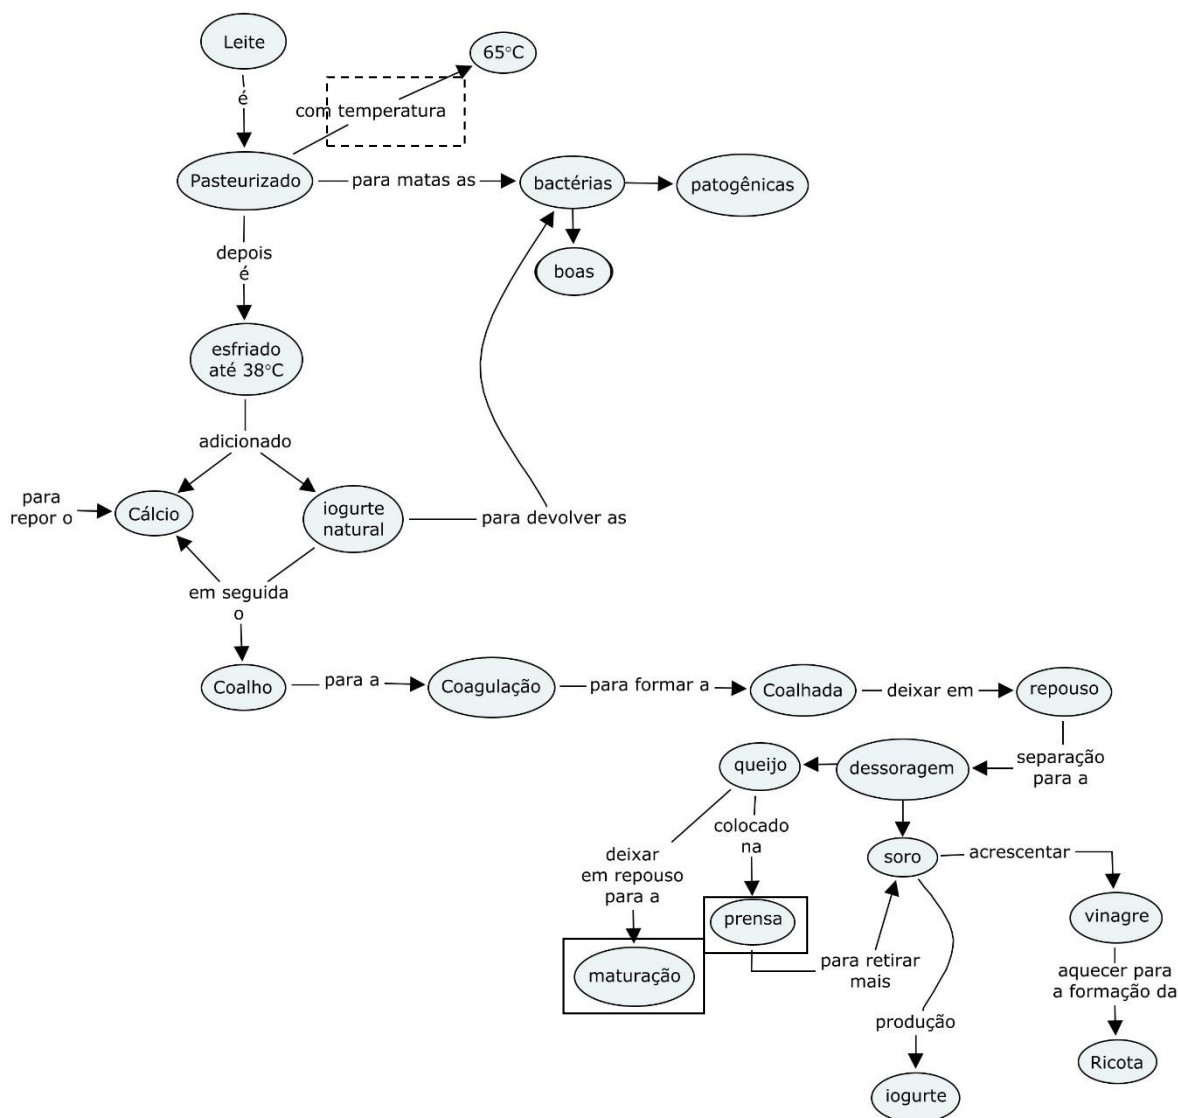 Leite
65°C
é
com temperatura
Pasteurizado
para matas as
bactérias
patogênicas
depois
é
boas
esfriado
até 38°C
adicionado
para
repor o
Cálcio
iogurte
natural
para devolver as
em seguida
o
Coalho
para a
Coagulação
para formar a
Coalhada
deixar em
repouso
separação
para a
dessoragem
queijo
colocado
na
deixar
em repouso
para a
soro
acrescentar
prensa
vinagre
maturação
para retirar
mais
aquecer para
a formação da
produção
Ricota
iogurte